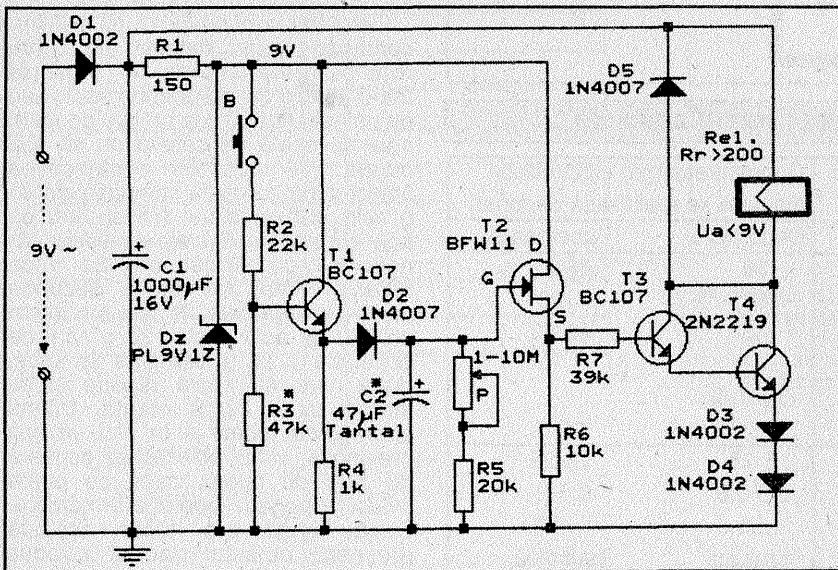 D1
1N4002
R1
150
9V
B
D5
1N4007
Rel.
Rr>200
Ua<9V
9V~
+
C1
1000µF
16V
Dz
PL9V1Z
R2
22k
T1
BC107
D2
1N4007
T2
BFW11
D
G
S
T3
BC107
T4
2N2219
R3*
47k
R4
1k
C2*
+
47µF
Tantal
1-10M
P
R5
20k
R7
39k
R6
10k
D3
1N4002
D4
1N4002